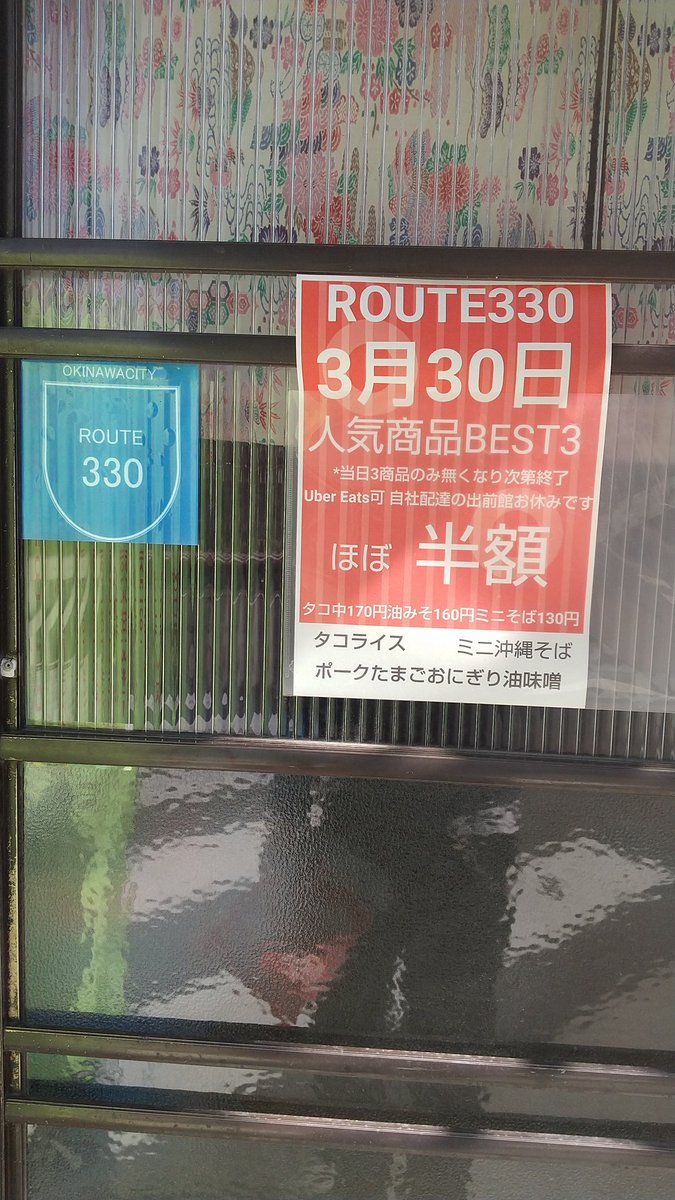 OKINAWACITY
ROUTE
330
ROUTE330
3月30日
人気商品BEST3
*当日3商品のみ無くなり次第終了
Uber Eats可 自社配達の出前館お休みです
ほぼ 半額
タコ中170円油みそ160円ミニそば130円
タコライス ミニ沖縄そば
ポークたまごおにぎり油味噌